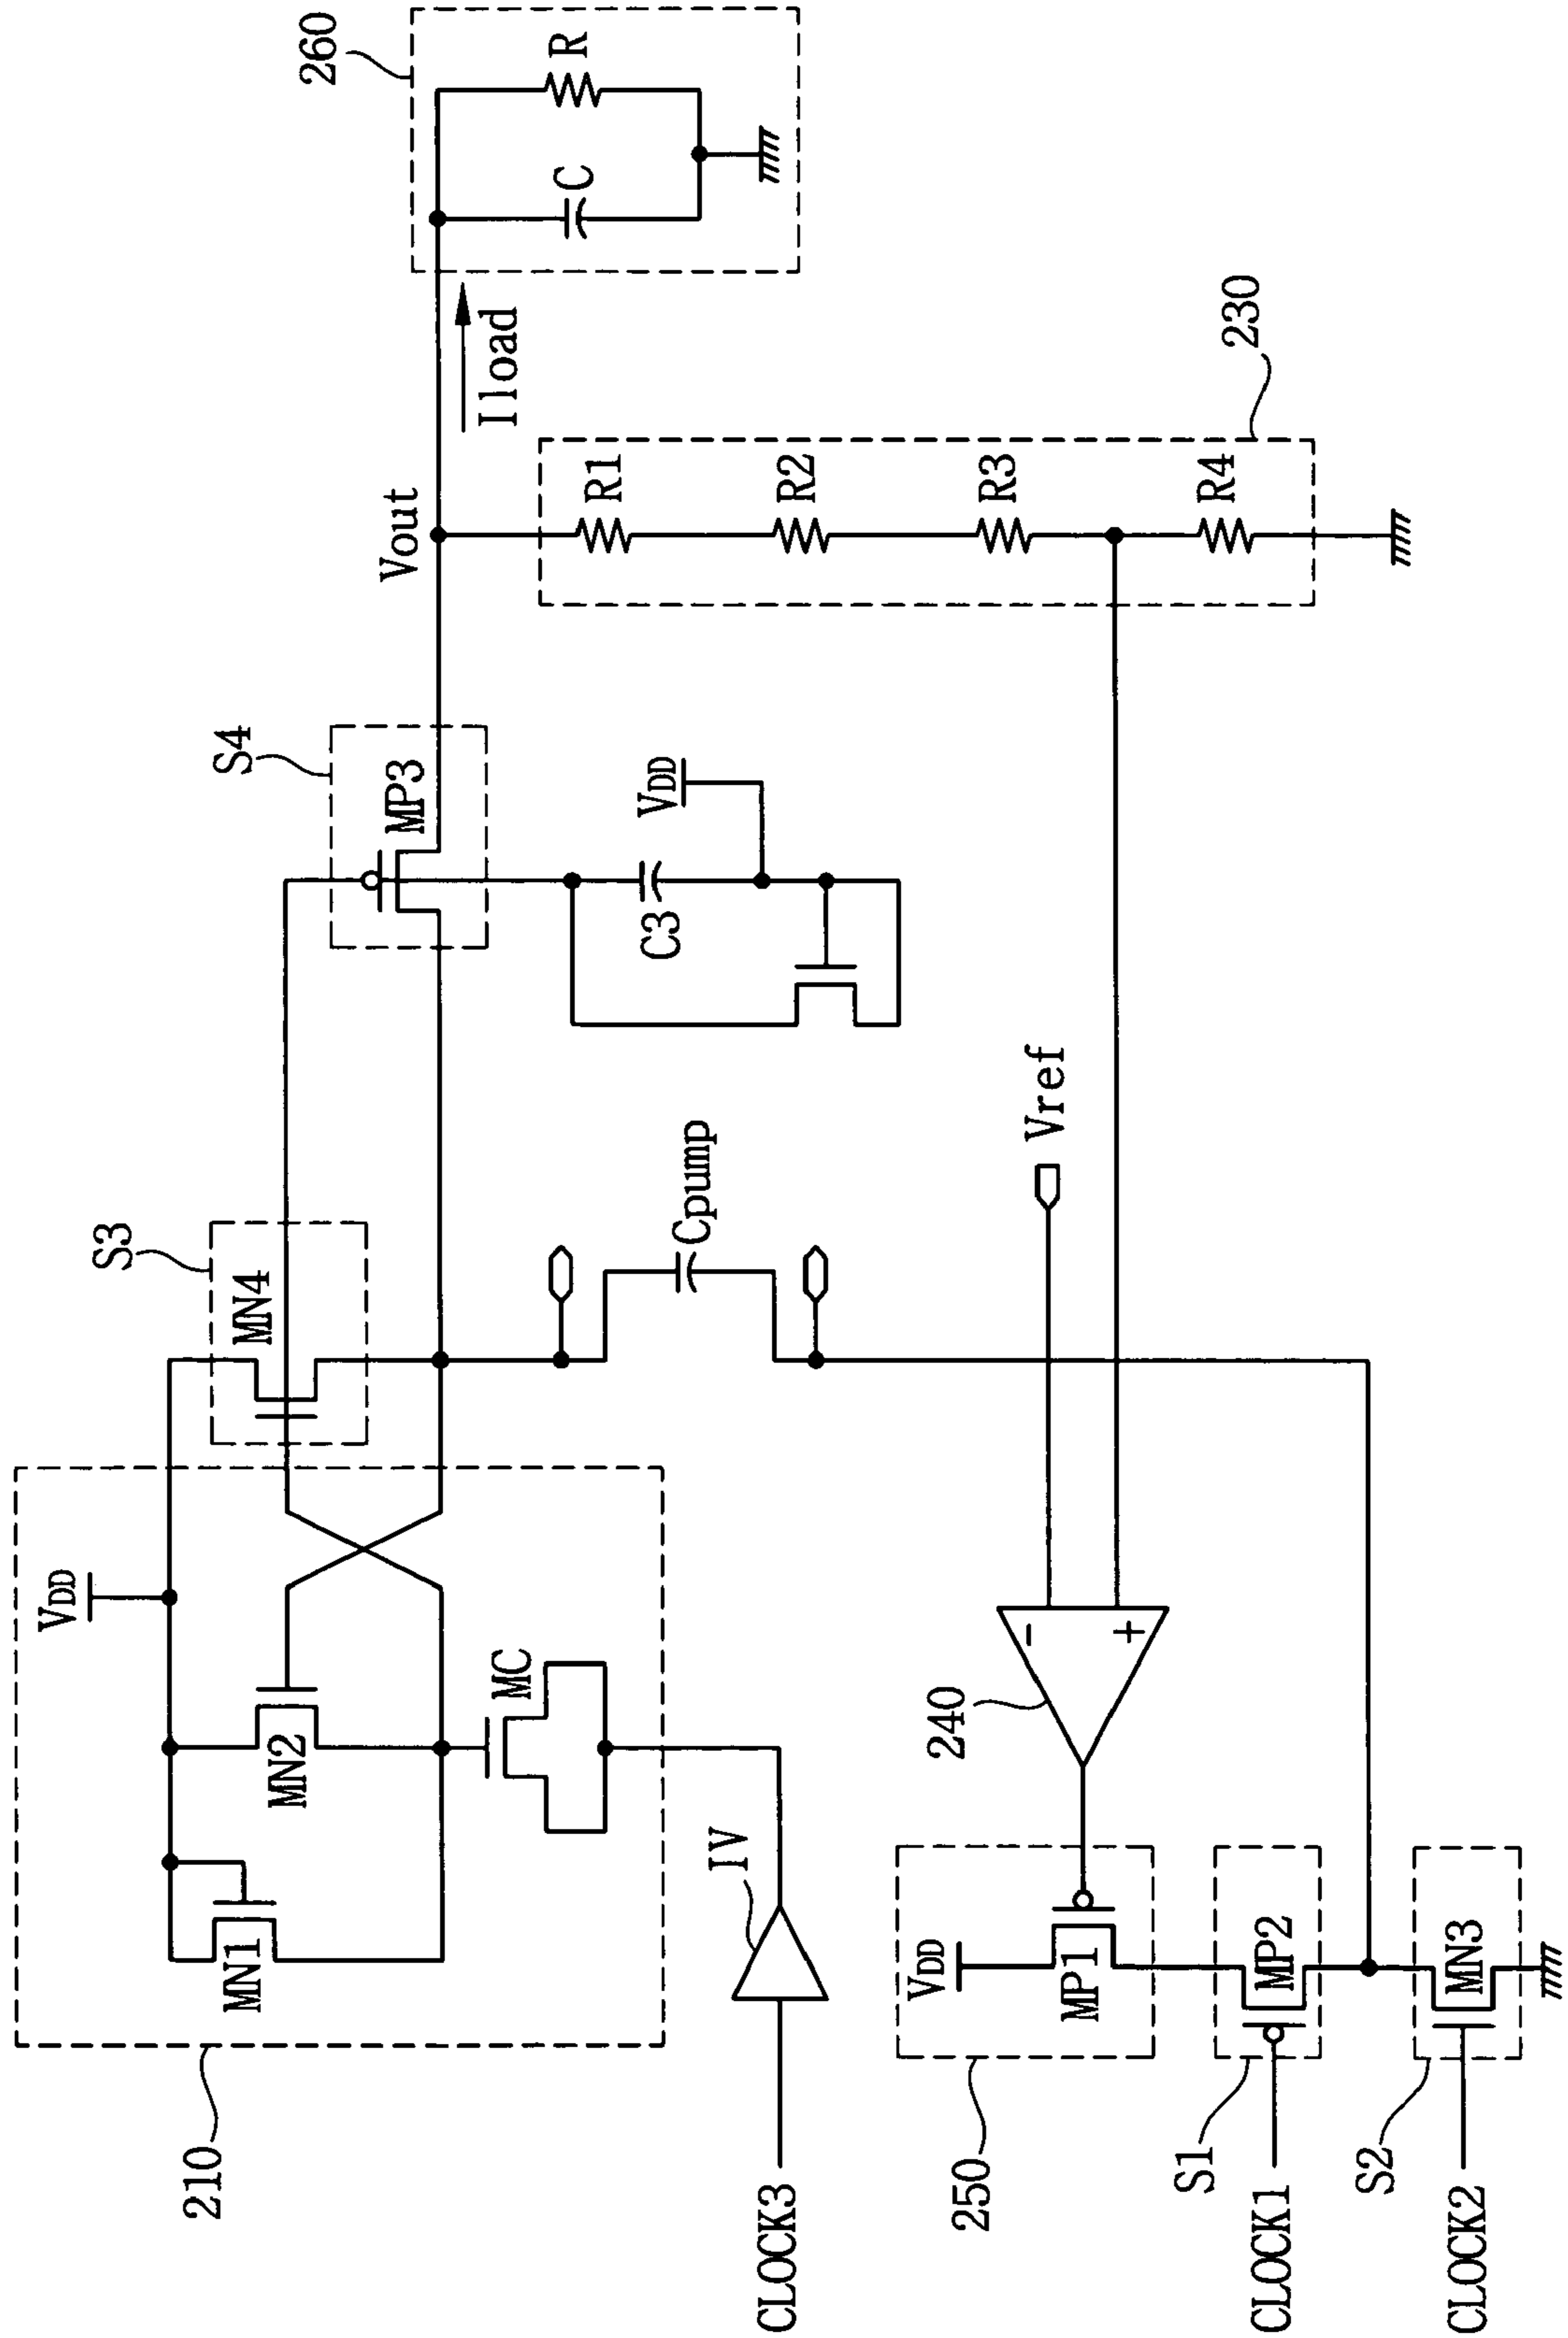 260
R
C
Iload
Vout
230
R1
R2
R3
R4
S4
MP3
VDD
C3
S3
MN4
Cpump
Vref
VDD
MN2
MN1
MC
210
IV
CLOCK3
240
-
+
250
VDD
MP1
S1
MP2
CLOCK1
S2
MN3
CLOCK2